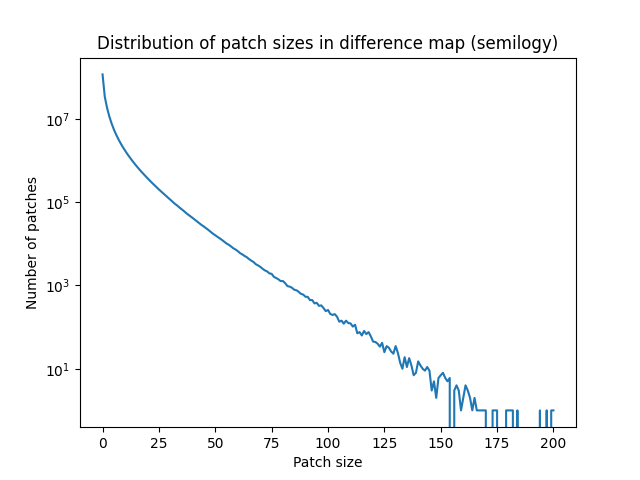 Distribution of patch sizes in difference map (semilogy)
Number of patches
10^7
10^5
10^3
10^1
0 25 50 75 100 125 150 175 200
Patch size